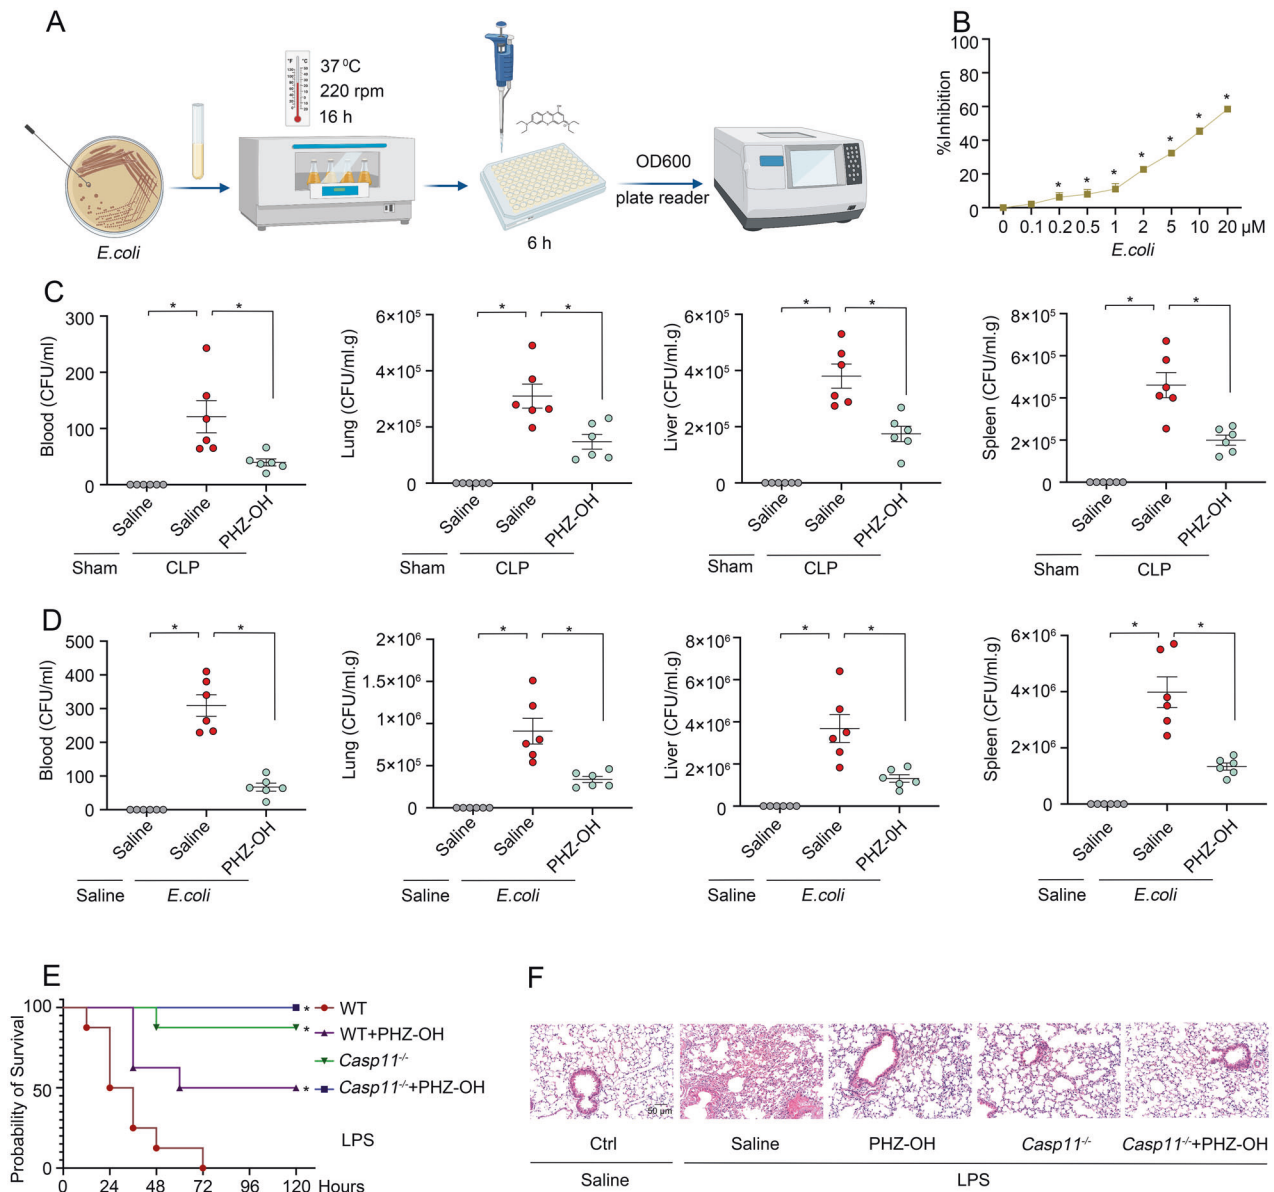 A
B
°F
°C
37 ⁰C
220 rpm
16 h
E.coli
6 h
OD600
plate reader
%Inhibition
100
80
60
40
20
0
* * * * * * *
0 0.1 0.2 0.5 1 2 5 10 20 µM
E.coli
C
Blood (CFU/ml)
300
200
100
0
* *
Saline Saline PHZ-OH
Sham CLP
Lung (CFU/ml.g)
6×10⁵
4×10⁵
2×10⁵
0
* *
Saline Saline PHZ-OH
Sham CLP
Liver (CFU/ml.g)
6×10⁵
4×10⁵
2×10⁵
0
* *
Saline Saline PHZ-OH
Sham CLP
Spleen (CFU/ml.g)
8×10⁵
6×10⁵
4×10⁵
2×10⁵
0
* *
Saline Saline PHZ-OH
Sham CLP
D
Blood (CFU/ml)
500
400
300
200
100
0
* *
Saline Saline PHZ-OH
Saline E.coli
Lung (CFU/ml.g)
2×10⁶
1.5×10⁶
1×10⁶
5×10⁵
0
* *
Saline Saline PHZ-OH
Saline E.coli
Liver (CFU/ml.g)
8×10⁶
6×10⁶
4×10⁶
2×10⁶
0
* *
Saline Saline PHZ-0H
Saline E.coli
Spleen (CFU/ml.g)
6×10⁶
4×10⁶
2×10⁶
0
* *
Saline Saline PHZ-OH
Saline E.coli
E
Probability of Survival
100
50
0
0 24 48 72 96 120 Hours
* WT
* WT+PHZ-OH
Casp11⁻/⁻
* Casp11⁻/⁻+PHZ-OH
LPS
F
50 µm
Ctrl Saline PHZ-OH Casp11⁻/⁻ Casp11⁻/⁻+PHZ-OH
Saline LPS